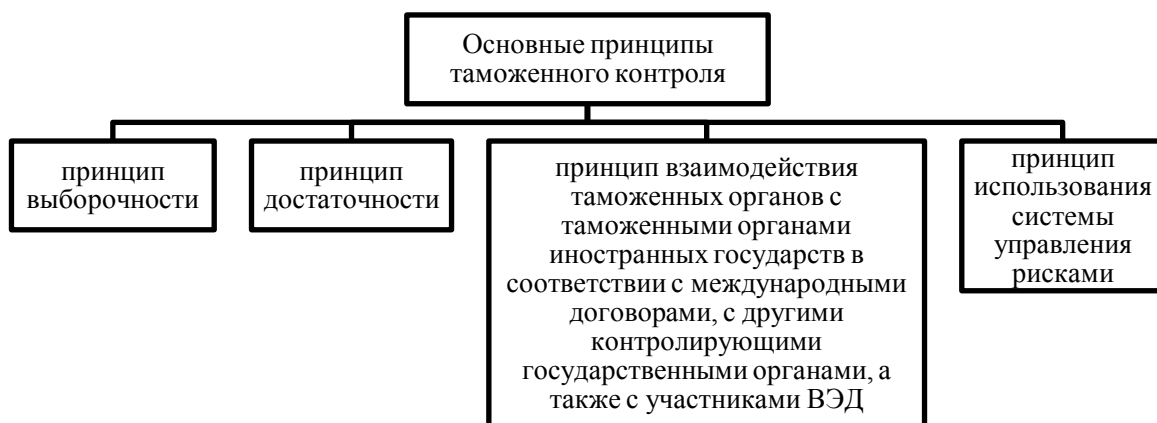 Основные принципы
таможенного контроля
принцип
выборочности
принцип
достаточности
принцип взаимодействия
таможенных органов с
таможенными органами
иностранных государств в
соответствии с международными
договорами, с другими
контролирующими
государственными органами, а
также с участниками ВЭД
принцип
использования
системы
управления
рисками